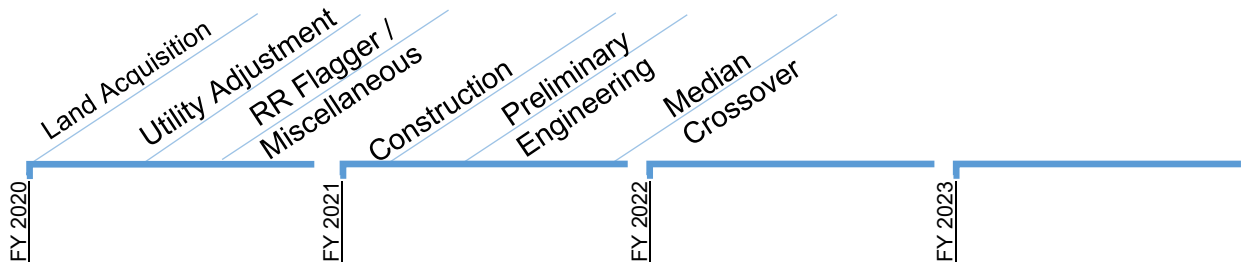 Land Acquisition
Utility Adjustment
RR Flagger /
Miscellaneous
Construction
Preliminary
Engineering
Median
Crossover
FY 2020
FY 2021
FY 2022
FY 2023